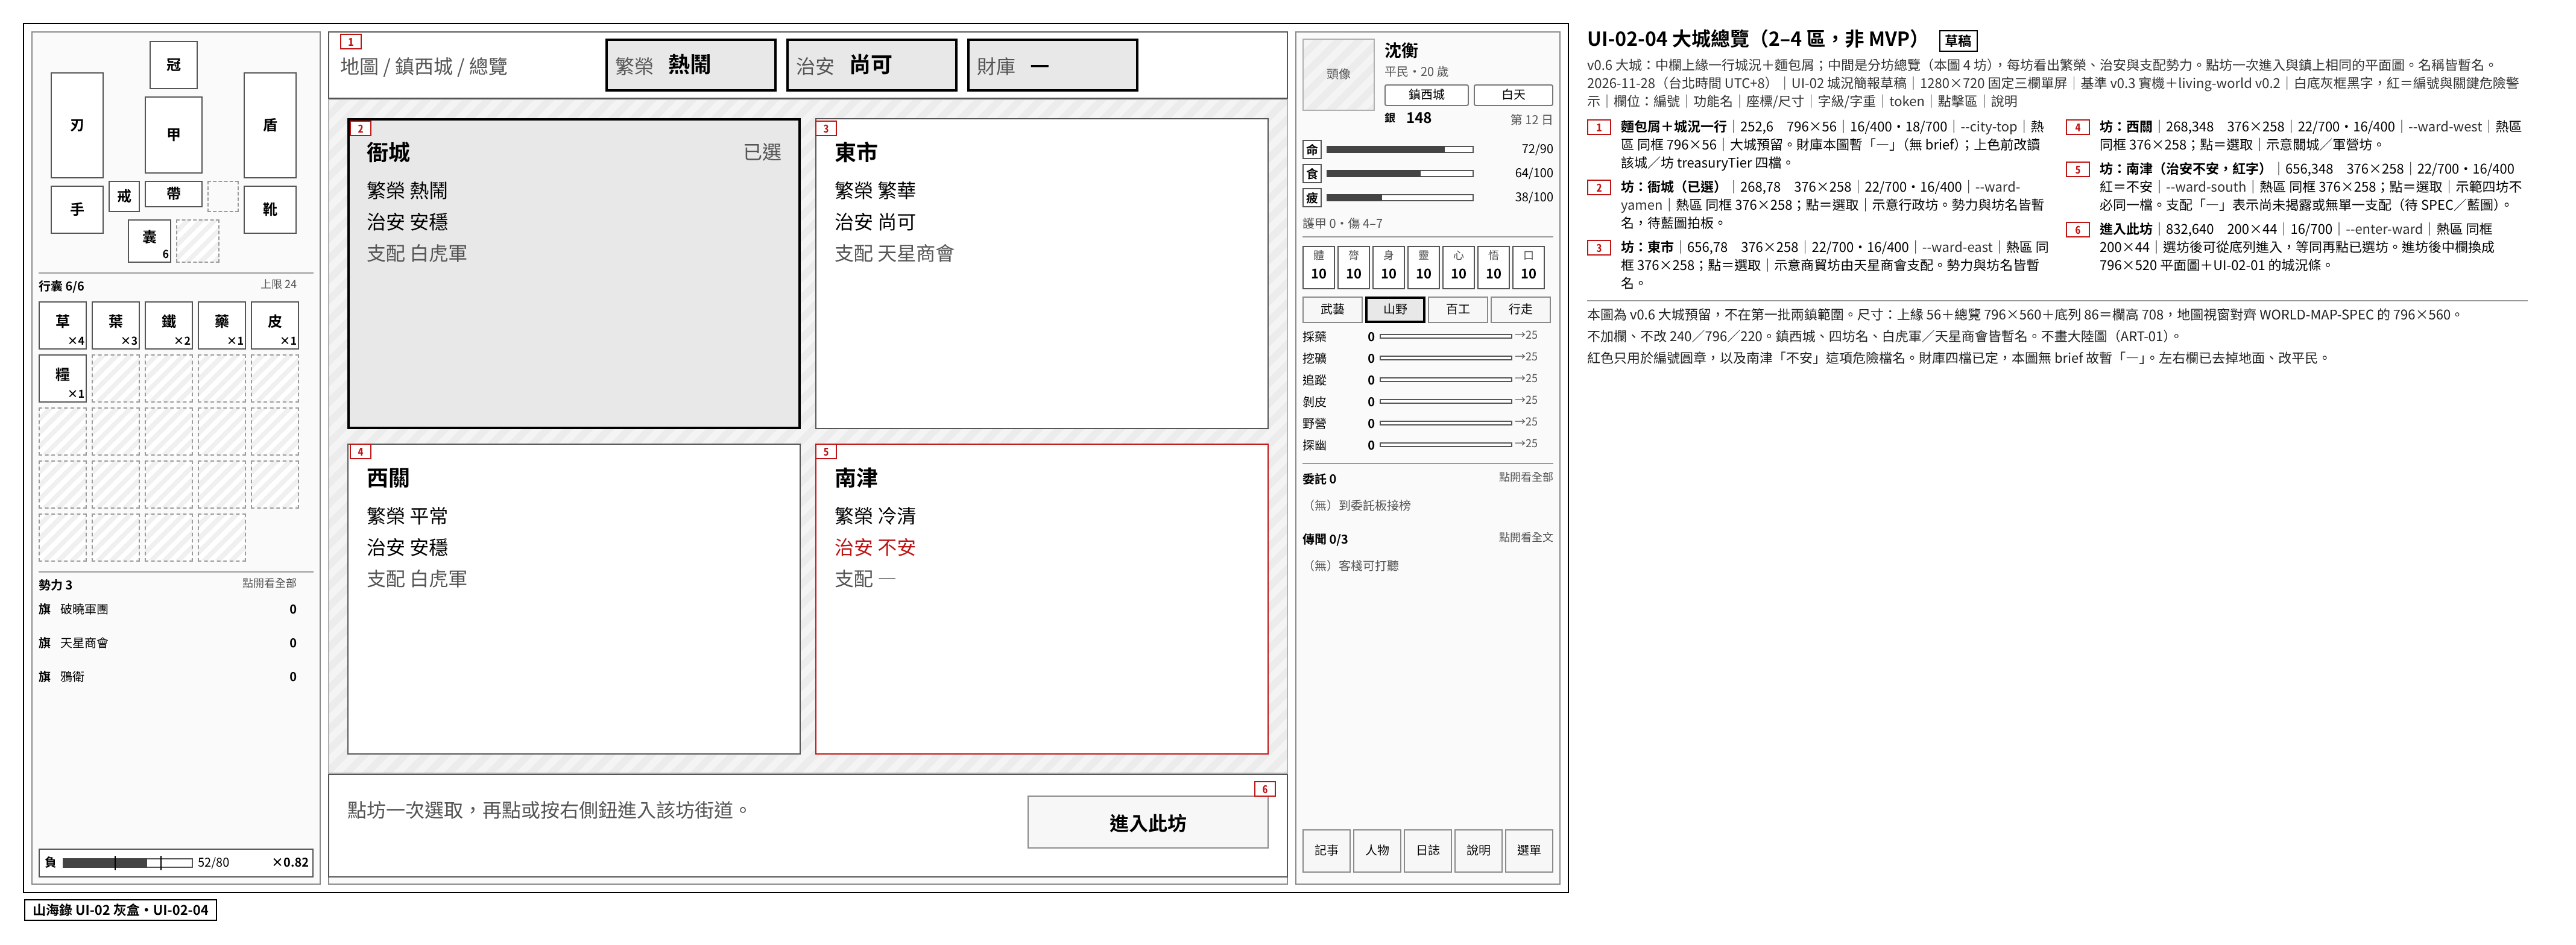 冠
刃
甲
盾
手
戒
帶
靴
囊
6
行囊 6/6
上限 24
草 ×4
葉 ×3
鐵 ×2
藥 ×1
皮 ×1
糧 ×1
勢力 3
點開看全部
旗 破曉軍團 0
旗 天星商會 0
旗 鴉衛 0
負 52/80 ×0.82
1
地圖 / 鎮西城 / 總覽
繁榮 熱鬧
治安 尚可
財庫 —
2
衙城
已選
繁榮 熱鬧
治安 安穩
支配 白虎軍
3
東市
繁榮 繁華
治安 尚可
支配 天星商會
4
西關
繁榮 平常
治安 安穩
支配 白虎軍
5
南津
繁榮 冷清
治安 不安
支配 —
點坊一次選取，再點或按右側鈕進入該坊街道。
6
進入此坊
頭像
沈衡
平民・20 歲
鎮西城
白天
銀 148
第 12 日
命 72/90
食 64/100
疲 38/100
護甲 0・傷 4–7
體 膂 身 靈 心 悟 口
10 10 10 10 10 10 10
武藝 山野 百工 行走
採藥 0 →25
挖礦 0 →25
追蹤 0 →25
剝皮 0 →25
野營 0 →25
探幽 0 →25
委託 0
點開看全部
（無）到委託板接榜
傳聞 0/3
點開看全文
（無）客棧可打聽
記事 人物 日誌 說明 選單
山海錄 UI-02 灰盒・UI-02-04
UI-02-04 大城總覽（2–4 區，非 MVP） 草稿
v0.6 大城：中欄上緣一行城況＋麵包屑；中間是分坊總覽（本圖 4 坊），每坊看出繁榮、治安與支配勢力。點坊一次進入與鎮上相同的平面圖。名稱皆暫名。
2026-11-28（台北時間 UTC+8）｜UI-02 城況簡報草稿｜1280×720 固定三欄單屏｜基準 v0.3 實機＋living-world v0.2｜白底灰框黑字，紅＝編號與關鍵危險警
示｜欄位：編號｜功能名｜座標/尺寸｜字級/字重｜token｜點擊區｜說明
1 麵包屑＋城況一行｜252,6 796×56｜16/400・18/700｜--city-top｜熱
區 同框 796×56｜大城預留。財庫本圖暫「—」（無 brief）；上色前改讀
該城／坊 treasuryTier 四檔。
2 坊：衙城（已選）｜268,78 376×258｜22/700・16/400｜--ward-
yamen｜熱區 同框 376×258；點＝選取｜示意行政坊。勢力與坊名皆暫
名，待藍圖拍板。
3 坊：東市｜656,78 376×258｜22/700・16/400｜--ward-east｜熱區 同
框 376×258；點＝選取｜示意商貿坊由天星商會支配。勢力與坊名皆暫
名。
4 坊：西關｜268,348 376×258｜22/700・16/400｜--ward-west｜熱區
同框 376×258；點＝選取｜示意關城／軍營坊。
5 坊：南津（治安不安，紅字）｜656,348 376×258｜22/700・16/400
紅＝不安｜--ward-south｜熱區 同框 376×258；點＝選取｜示範四坊不
必同一檔。支配「—」表示尚未揭露或無單一支配（待 SPEC／藍圖）。
6 進入此坊｜832,640 200×44｜16/700｜--enter-ward｜熱區 同框
200×44｜選坊後可從底列進入，等同再點已選坊。進坊後中欄換成
796×520 平面圖＋UI-02-01 的城況條。
本圖為 v0.6 大城預留，不在第一批兩鎮範圍。尺寸：上緣 56＋總覽 796×560＋底列 86＝欄高 708，地圖視窗對齊 WORLD-MAP-SPEC 的 796×560。
不加欄、不改 240／796／220。鎮西城、四坊名、白虎軍／天星商會皆暫名。不畫大陸圖（ART-01）。
紅色只用於編號圓章，以及南津「不安」這項危險檔名。財庫四檔已定，本圖無 brief 故暫「—」。左右欄已去掉地面、改平民。